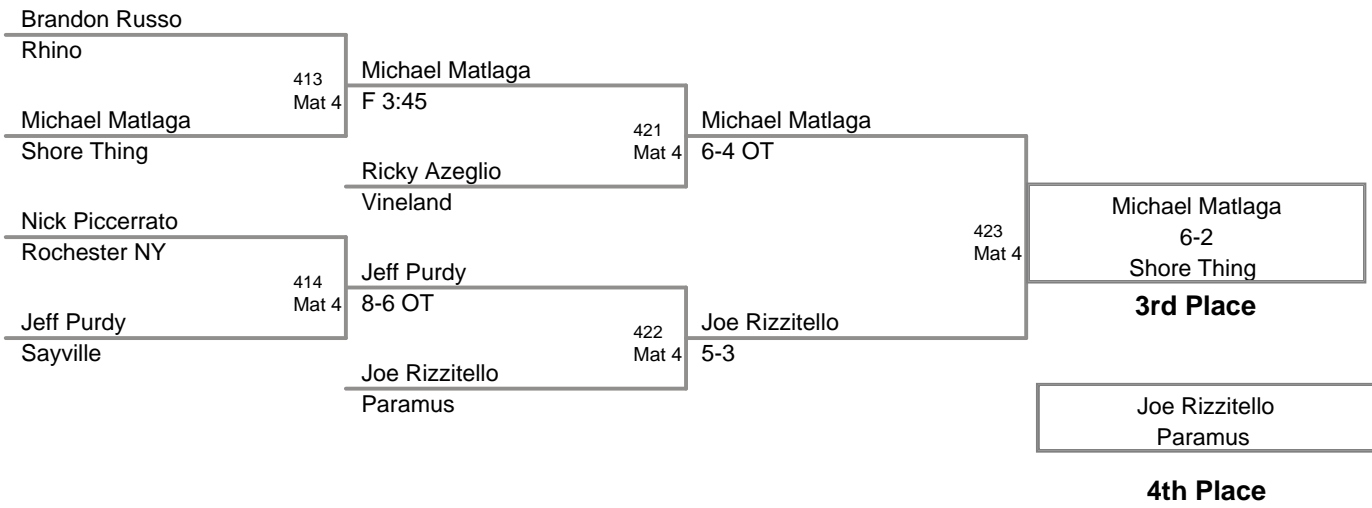 Brandon Russo
Rhino
413
Mat 4
Michael Matlaga
Shore Thing
Michael Matlaga
F 3:45
421
Mat 4
Ricky Azeglio
Vineland
Michael Matlaga
6-4 OT
Nick Piccerrato
Rochester NY
414
Mat 4
Jeff Purdy
Sayville
Jeff Purdy
8-6 OT
422
Mat 4
Joe Rizzitello
Paramus
Joe Rizzitello
5-3
423
Mat 4
Michael Matlaga
6-2
Shore Thing
3rd Place
Joe Rizzitello
Paramus
4th Place